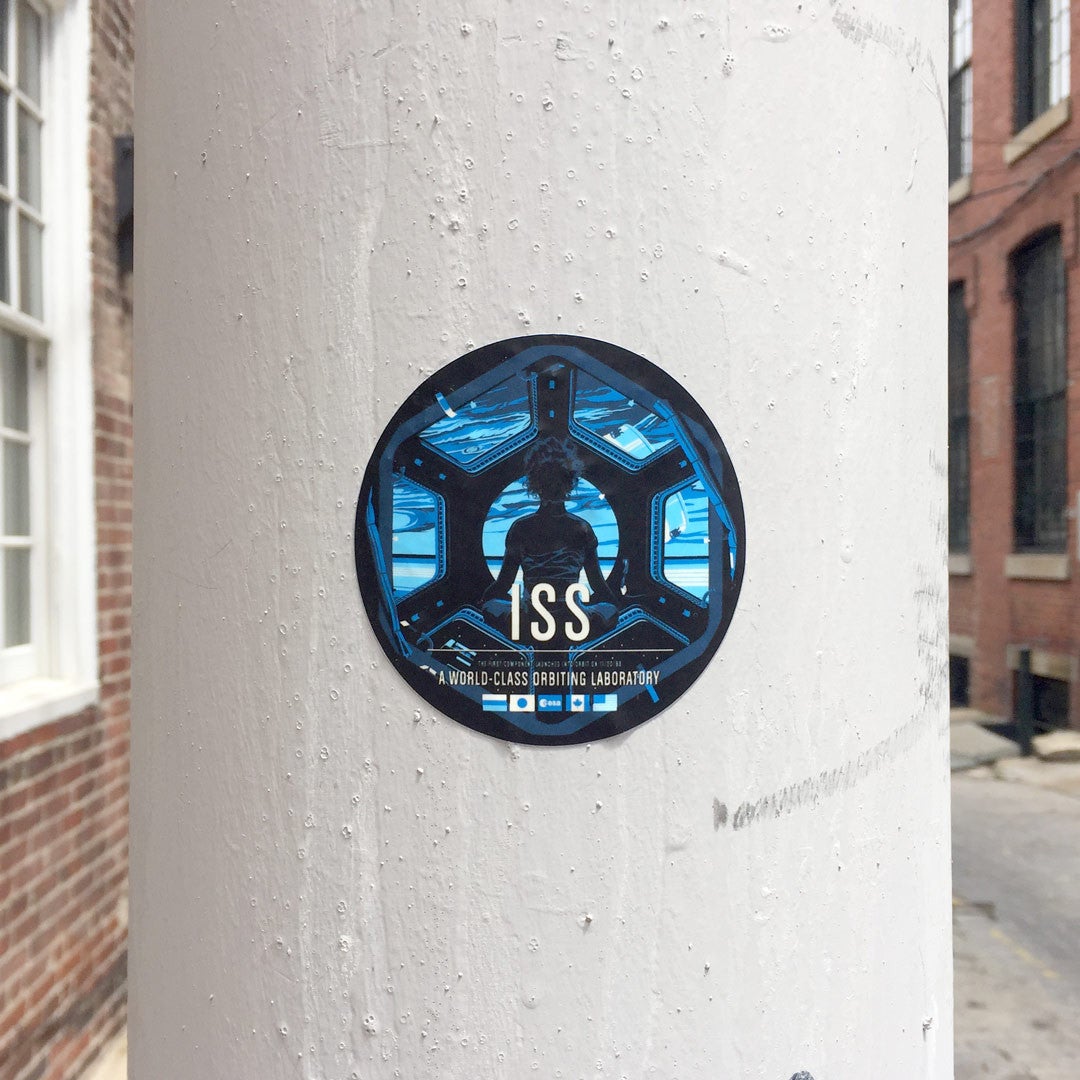 ISS
THE FIRST COMPONENT LAUNCHED INTO ORBIT ON 11/20/98
A WORLD-CLASS ORBITING LABORATORY
esa